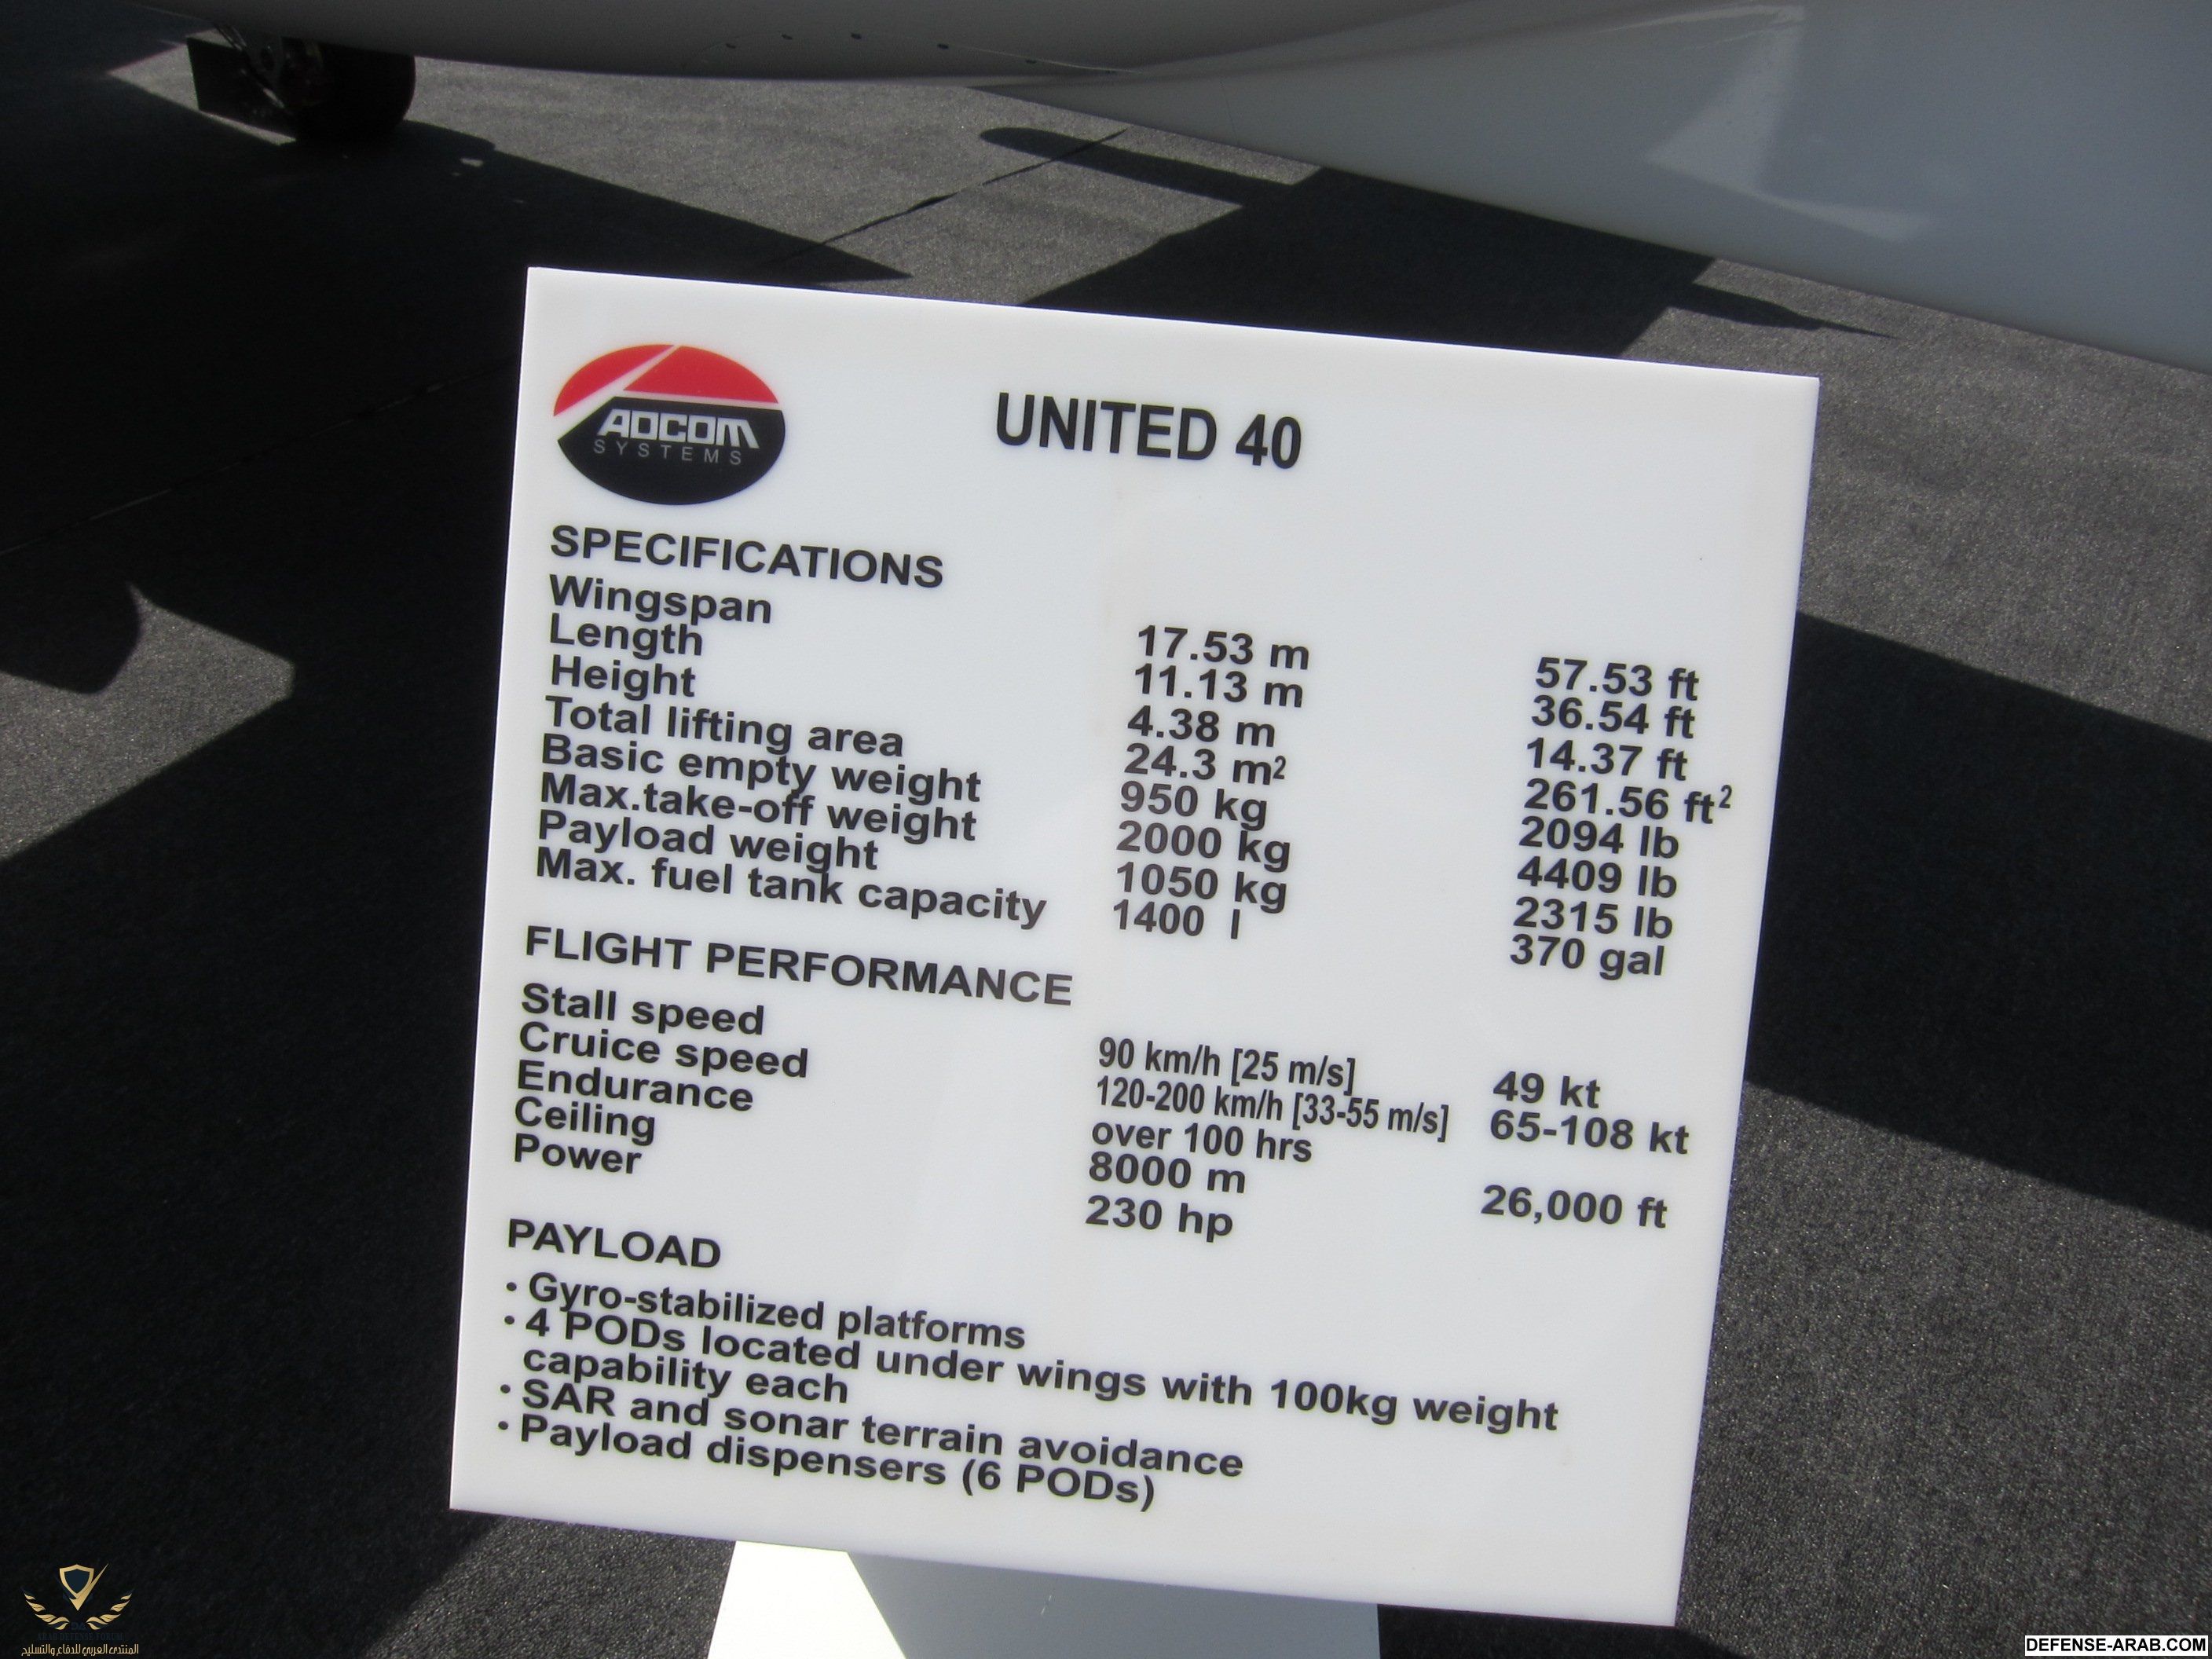 ADCOM
SYSTEMS
UNITED 40
SPECIFICATIONS
Wingspan 17.53 m 57.53 ft
Length 11.13 m 36.54 ft
Height 4.38 m 14.37 ft
Total lifting area 24.3 m² 261.56 ft²
Basic empty weight 950 kg 2094 lb
Max.take-off weight 2000 kg 4409 lb
Payload weight 1050 kg 2315 lb
Max. fuel tank capacity 1400 l 370 gal
FLIGHT PERFORMANCE
Stall speed 90 km/h [25 m/s] 49 kt
Cruice speed 120-200 km/h [33-55 m/s] 65-108 kt
Endurance over 100 hrs
Ceiling 8000 m 26,000 ft
Power 230 hp
PAYLOAD
• Gyro-stabilized platforms
• 4 PODs located under wings with 100kg weight
capability each
• SAR and sonar terrain avoidance
• Payload dispensers (6 PODs)
المنتدى العربي للدفاع والتسليح
DEFENSE-ARAB.COM